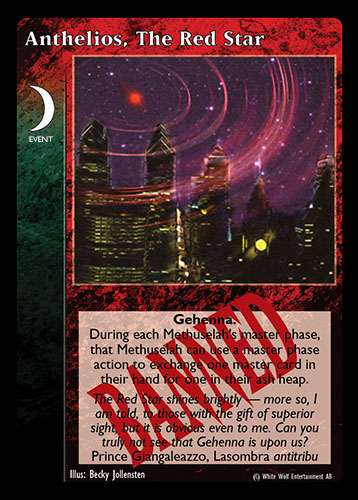 Anthelios, The Red Star
EVENT
Gehenna.
During each Methuselah's master phase,
that Methuselah can use a master phase
action to exchange one master card in
their hand for one in their ash heap.
The Red Star shines brightly — more so, I
am told, to those with the gift of superior
sight, but it is obvious even to me. Can you
truly not see that Gehenna is upon us?
Prince Giangaleazzo, Lasombra antitribu
BANNED
Illus: Becky Jollensten
(C) White Wolf Entertainment AB